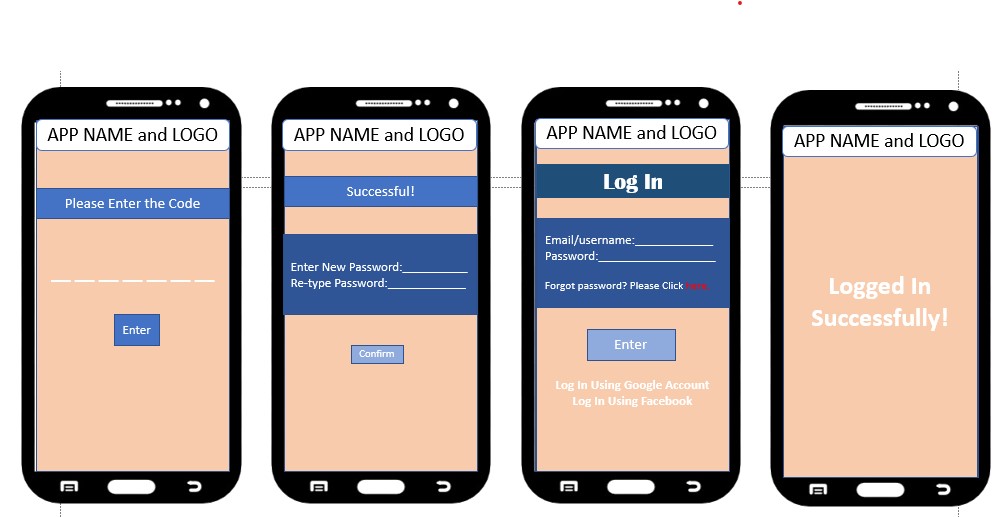 APP NAME and LOGO
Please Enter the Code
_ _ _ _ _ _ _
Enter
APP NAME and LOGO
Successful!
Enter New Password:__________
Re-type Password:____________
Confirm
APP NAME and LOGO
Log In
Email/username:____________
Password:__________________
Forgot password? Please Click here.
Enter
Log In Using Google Account
Log In Using Facebook
APP NAME and LOGO
Logged In
Successfully!